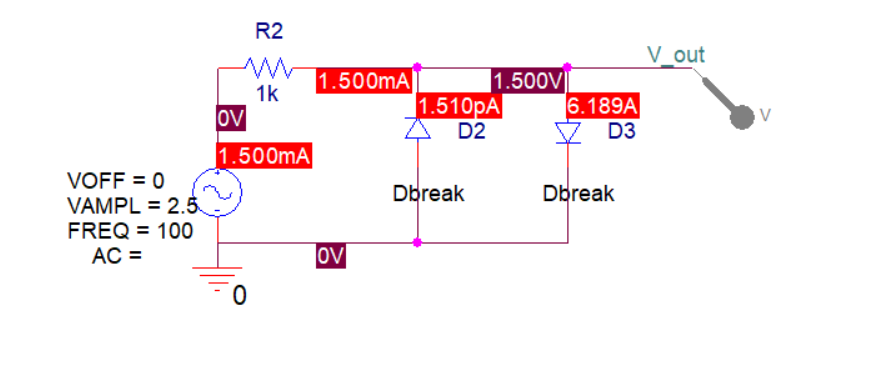 R2
V_out
1.500mA
1.500V
1k
1.510pA
6.189A
V
0V
D2
D3
1.500mA
VOFF = 0
VAMPL = 2.5
Dbreak
Dbreak
FREQ = 100
AC =
0V
0